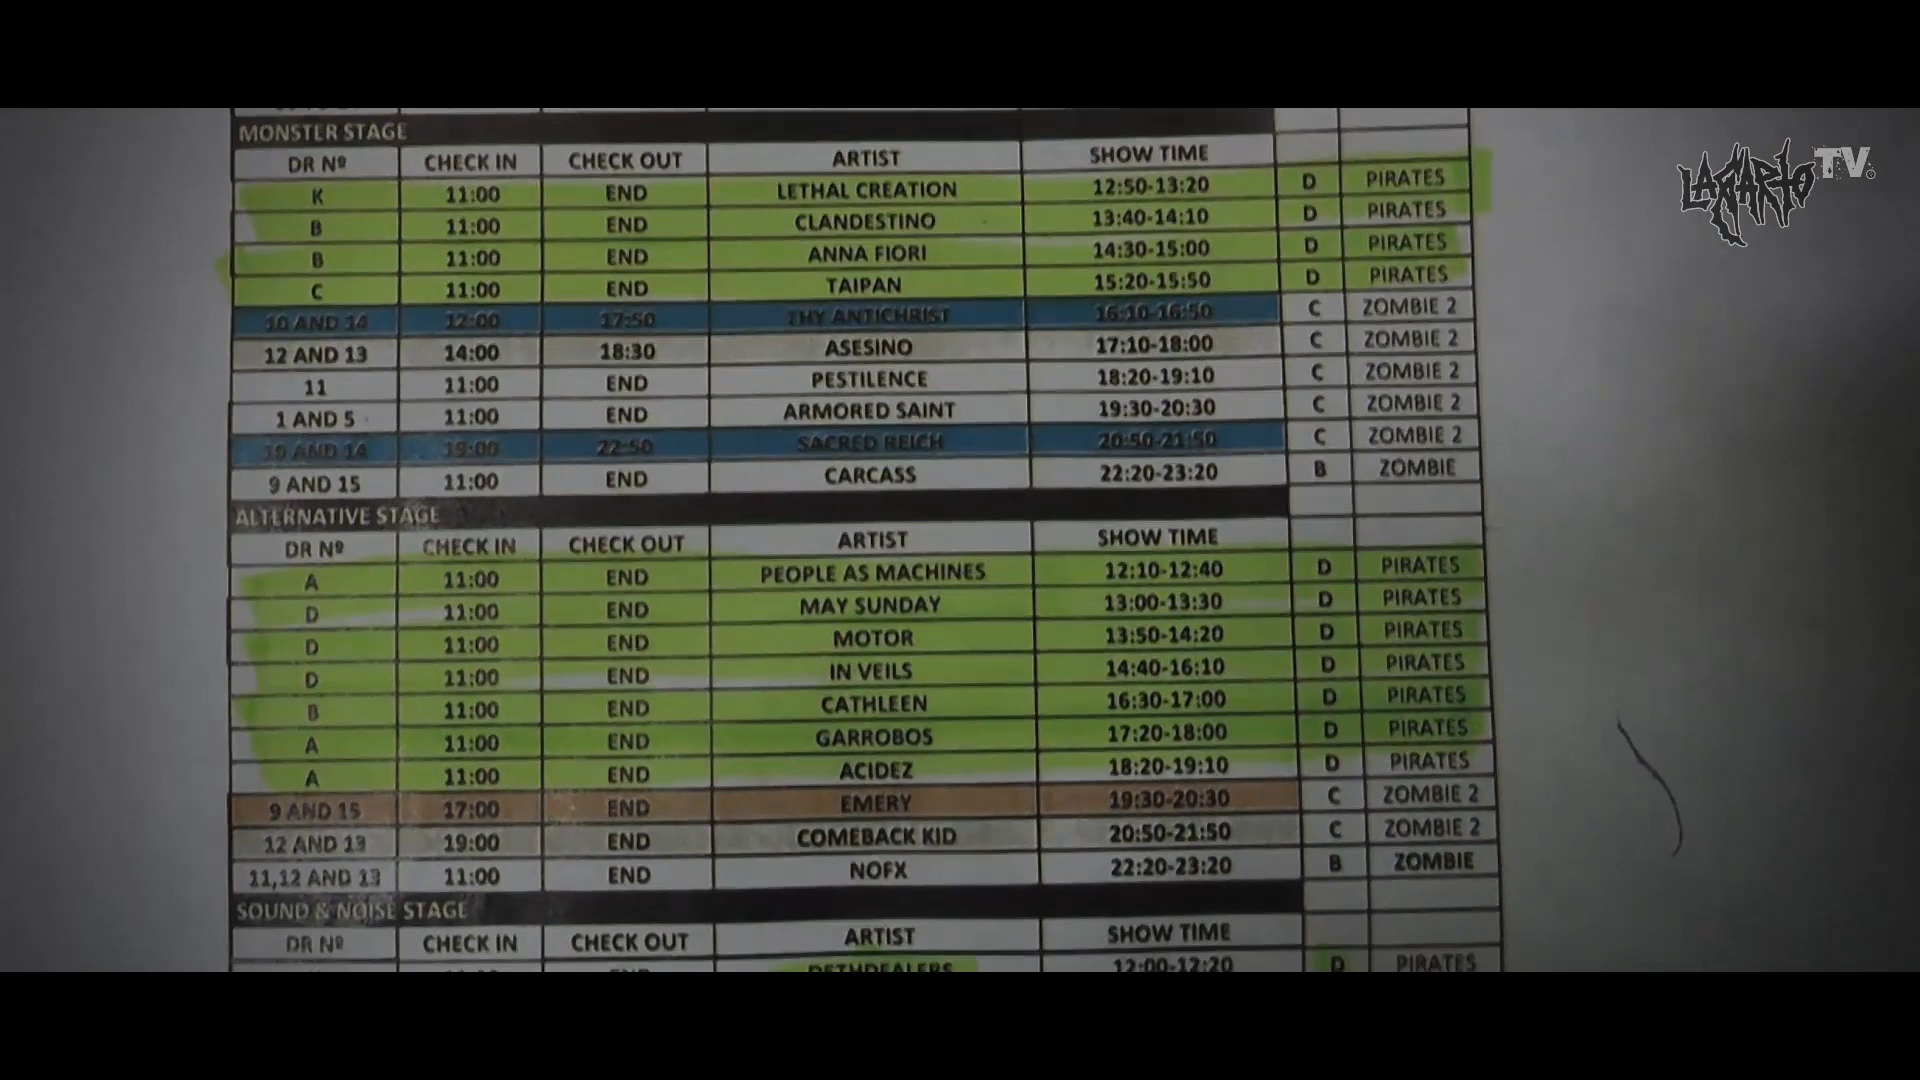 LAGARTO TV
MONSTER STAGE
DR Nº CHECK IN CHECK OUT ARTIST SHOW TIME
K 11:00 END LETHAL CREATION 12:50-13:20 D PIRATES
B 11:00 END CLANDESTINO 13:40-14:10 D PIRATES
B 11:00 END ANNA FIORI 14:30-15:00 D PIRATES
C 11:00 END TAIPAN 15:20-15:50 D PIRATES
10 AND 14 12:00 17:50 THY ANTICHRIST 16:10-16:50 C ZOMBIE 2
12 AND 13 14:00 18:30 ASESINO 17:10-18:00 C ZOMBIE 2
11 11:00 END PESTILENCE 18:20-19:10 C ZOMBIE 2
1 AND 5 11:00 END ARMORED SAINT 19:30-20:30 C ZOMBIE 2
10 AND 14 19:00 22:50 SACRED REICH 20:50-21:50 C ZOMBIE 2
9 AND 15 11:00 END CARCASS 22:20-23:20 B ZOMBIE
ALTERNATIVE STAGE
DR Nº CHECK IN CHECK OUT ARTIST SHOW TIME
A 11:00 END PEOPLE AS MACHINES 12:10-12:40 D PIRATES
D 11:00 END MAY SUNDAY 13:00-13:30 D PIRATES
D 11:00 END MOTOR 13:50-14:20 D PIRATES
D 11:00 END IN VEILS 14:40-16:10 D PIRATES
B 11:00 END CATHLEEN 16:30-17:00 D PIRATES
A 11:00 END GARROBOS 17:20-18:00 D PIRATES
A 11:00 END ACIDEZ 18:20-19:10 D PIRATES
9 AND 15 17:00 END EMERY 19:30-20:30 C ZOMBIE 2
12 AND 13 19:00 END COMEBACK KID 20:50-21:50 C ZOMBIE 2
11,12 AND 13 11:00 END NOFX 22:20-23:20 B ZOMBIE
SOUND & NOISE STAGE
DR Nº CHECK IN CHECK OUT ARTIST SHOW TIME
DETHDEALERS 12:00-12:20 D PIRATES